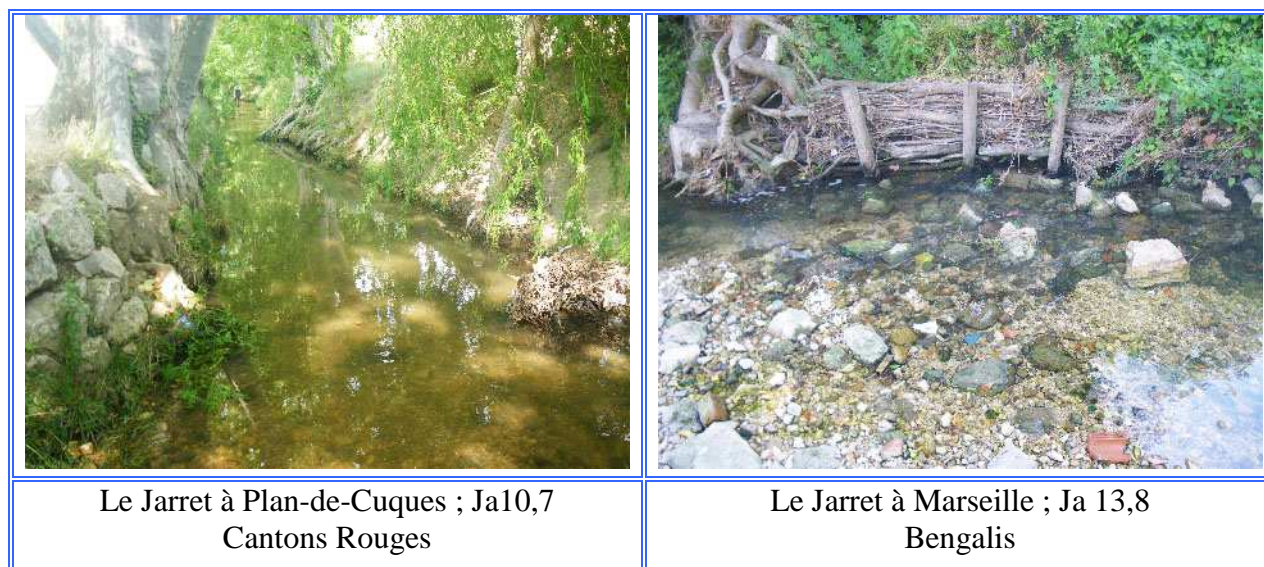 Le Jarret à Plan-de-Cuques ; Ja10,7
Cantons Rouges
Le Jarret à Marseille ; Ja 13,8
Bengalis